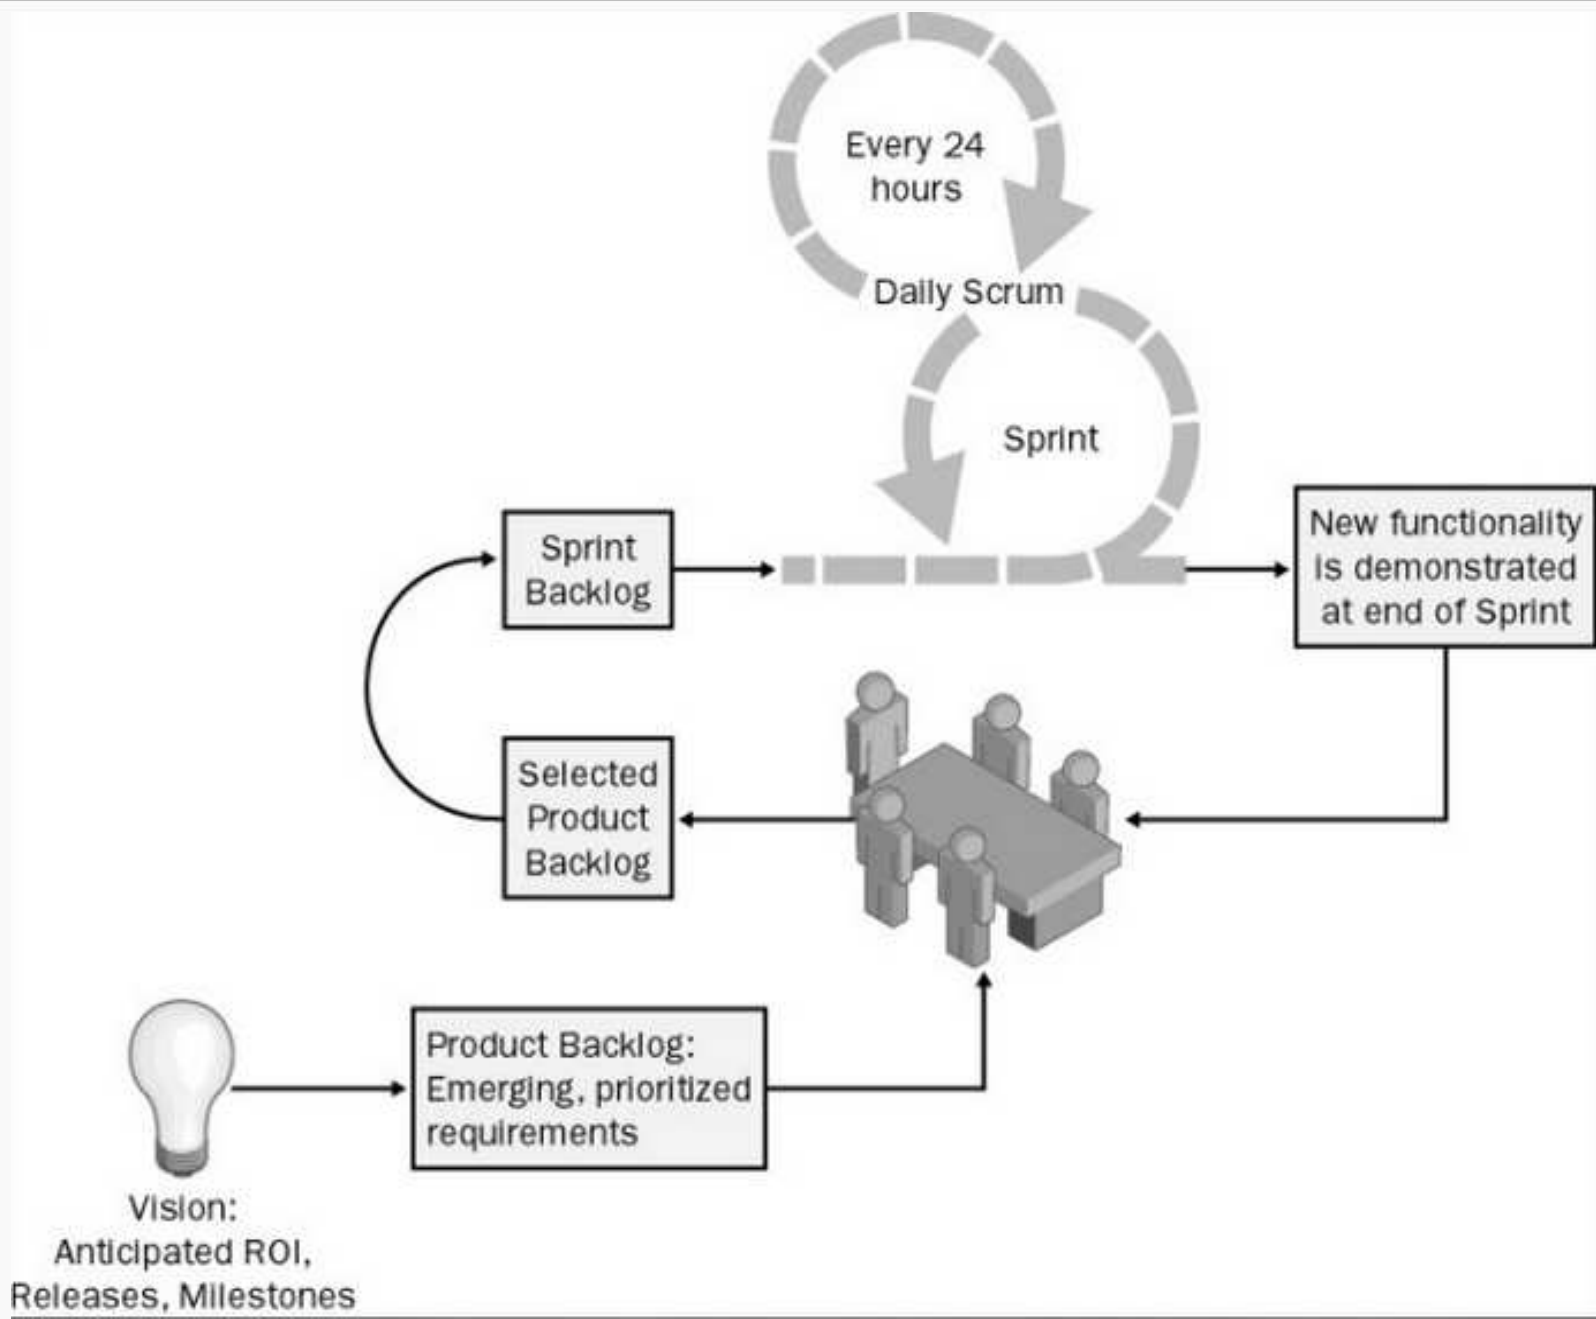 Every 24
hours
Daily Scrum
Sprint
Sprint
Backlog
New functionality
is demonstrated
at end of Sprint
Selected
Product
Backlog
Product Backlog:
Emerging, prioritized
requirements
Vision:
Anticipated ROI,
Releases, Milestones